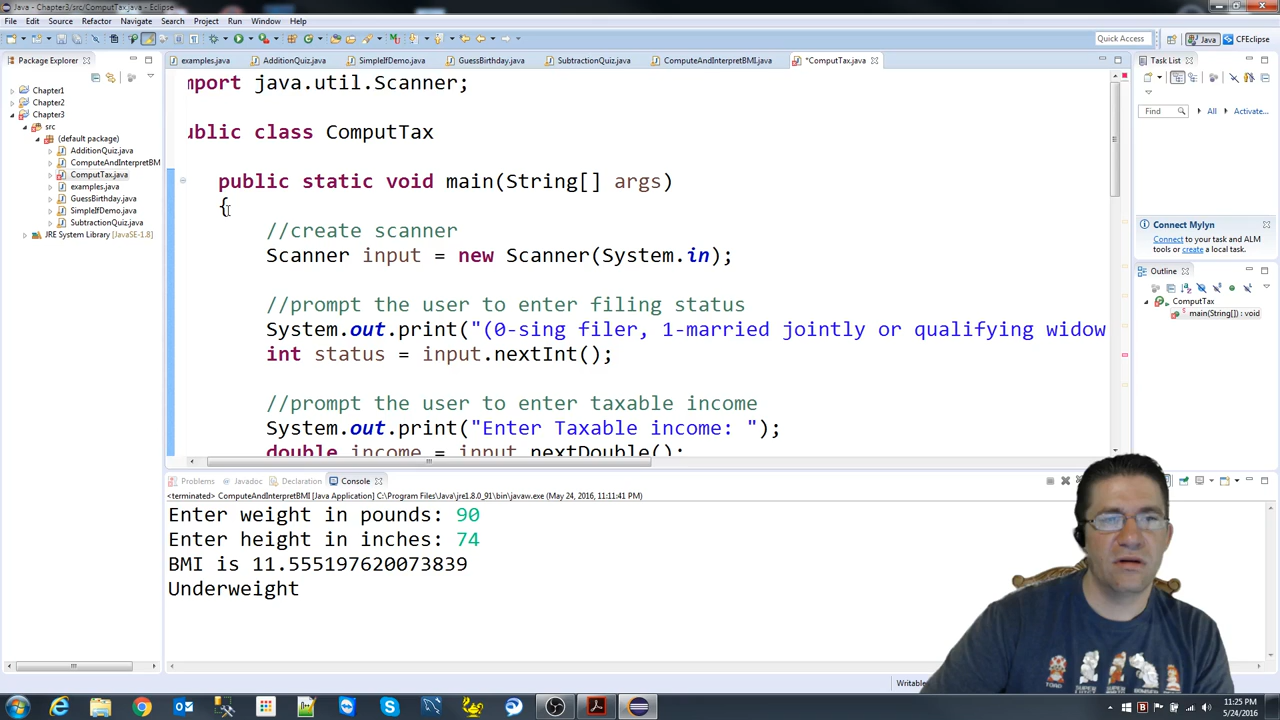 Java - Chapter3/src/ComputTax.java - Eclipse
File Edit Source Refactor Navigate Search Project Run Window Help
Quick Access
Java
CFEclipse
Package Explorer
examples.java
AdditionQuiz.java
SimpleIfDemo.java
GuessBirthday.java
SubtractionQuiz.java
ComputeAndInterpretBMI.java
*ComputTax.java
Task List
Chapter1
Chapter2
Chapter3
src
(default package)
AdditionQuiz.java
ComputeAndInterpretBM
ComputTax.java
examples.java
GuessBirthday.java
SimpleIfDemo.java
SubtractionQuiz.java
JRE System Library [JavaSE-1.8]
mport java.util.Scanner;
ublic class ComputTax
public static void main(String[] args)
{
//create scanner
Scanner input = new Scanner(System.in);
//prompt the user to enter filing status
System.out.print("(0-sing filer, 1-married jointly or qualifying widow
int status = input.nextInt();
//prompt the user to enter taxable income
System.out.print("Enter Taxable income: ");
double income = input.nextDouble();
Find
All
Activate...
Connect Mylyn
Connect to your task and ALM
tools or create a local task.
Outline
ComputTax
main(String[]) : void
Problems Javadoc Declaration Console
<terminated> ComputeAndInterpretBMI [Java Application] C:\Program Files\Java\jre1.8.0_91\bin\javaw.exe (May 24, 2016, 11:11:41 PM)
Enter weight in pounds: 90
Enter height in inches: 74
BMI is 11.555197620073839
Underweight
Writable
TOAD
SUPER
11:25 PM
5/24/2016